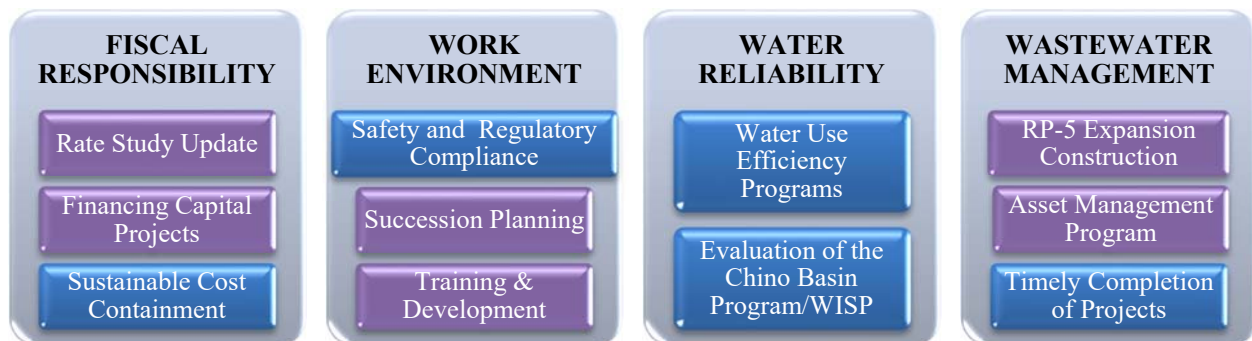 FISCAL
RESPONSIBILITY
Rate Study Update
Financing Capital
Projects
Sustainable Cost
Containment
WORK
ENVIRONMENT
Safety and Regulatory
Compliance
Succession Planning
Training &
Development
WATER
RELIABILITY
Water Use
Efficiency
Programs
Evaluation of the
Chino Basin
Program/WISP
WASTEWATER
MANAGEMENT
RP-5 Expansion
Construction
Asset Management
Program
Timely Completion
of Projects